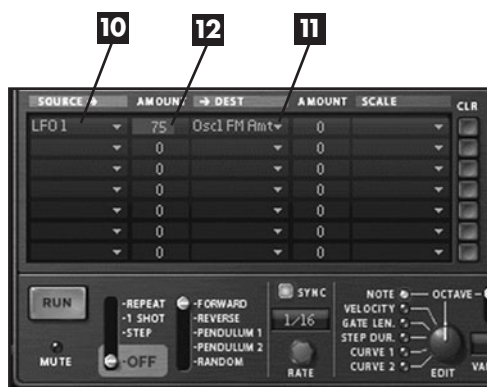 10 12 11
SOURCE → AMOUNT → DEST AMOUNT SCALE CLR
LFO 1 75 Osc1 FM Amt 0
0 0
0 0
0 0
0 0
0 0
0 0
RUN
MUTE
-REPEAT
-1 SHOT
-STEP
-OFF
-FORWARD
-REVERSE
-PENDULUM 1
-PENDULUM 2
-RANDOM
SYNC
1/16
RATE
NOTE
VELOCITY
GATE LEN.
STEP DUR.
CURVE 1
CURVE 2
OCTAVE
EDIT